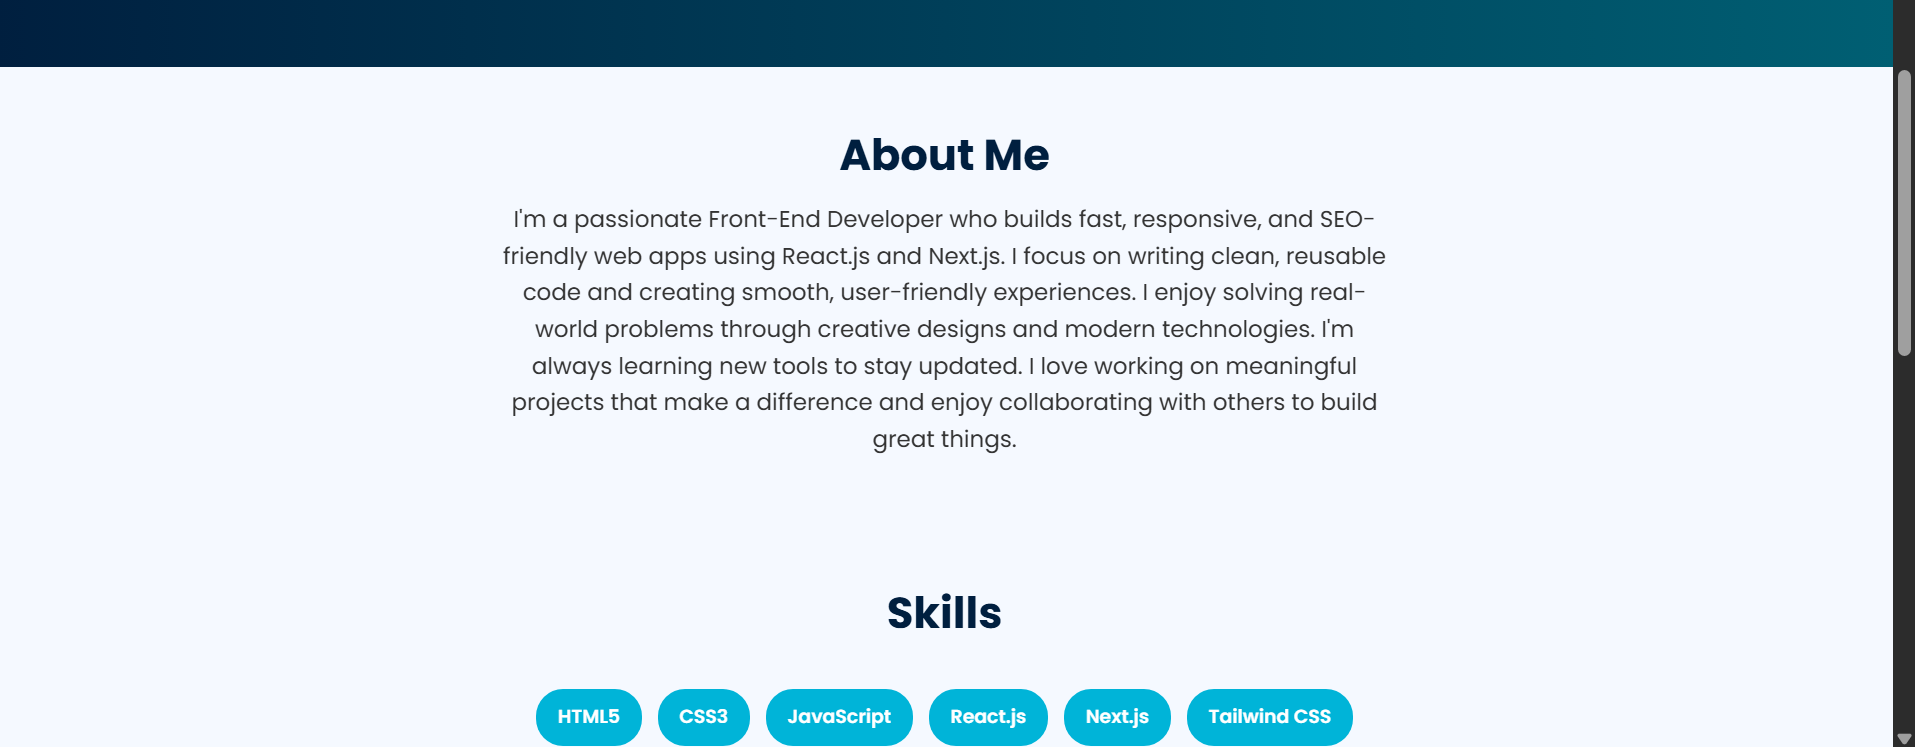 About Me
I'm a passionate Front-End Developer who builds fast, responsive, and SEO-
friendly web apps using React.js and Next.js. I focus on writing clean, reusable
code and creating smooth, user-friendly experiences. I enjoy solving real-
world problems through creative designs and modern technologies. I'm
always learning new tools to stay updated. I love working on meaningful
projects that make a difference and enjoy collaborating with others to build
great things.
Skills
HTML5 CSS3 JavaScript React.js Next.js Tailwind CSS